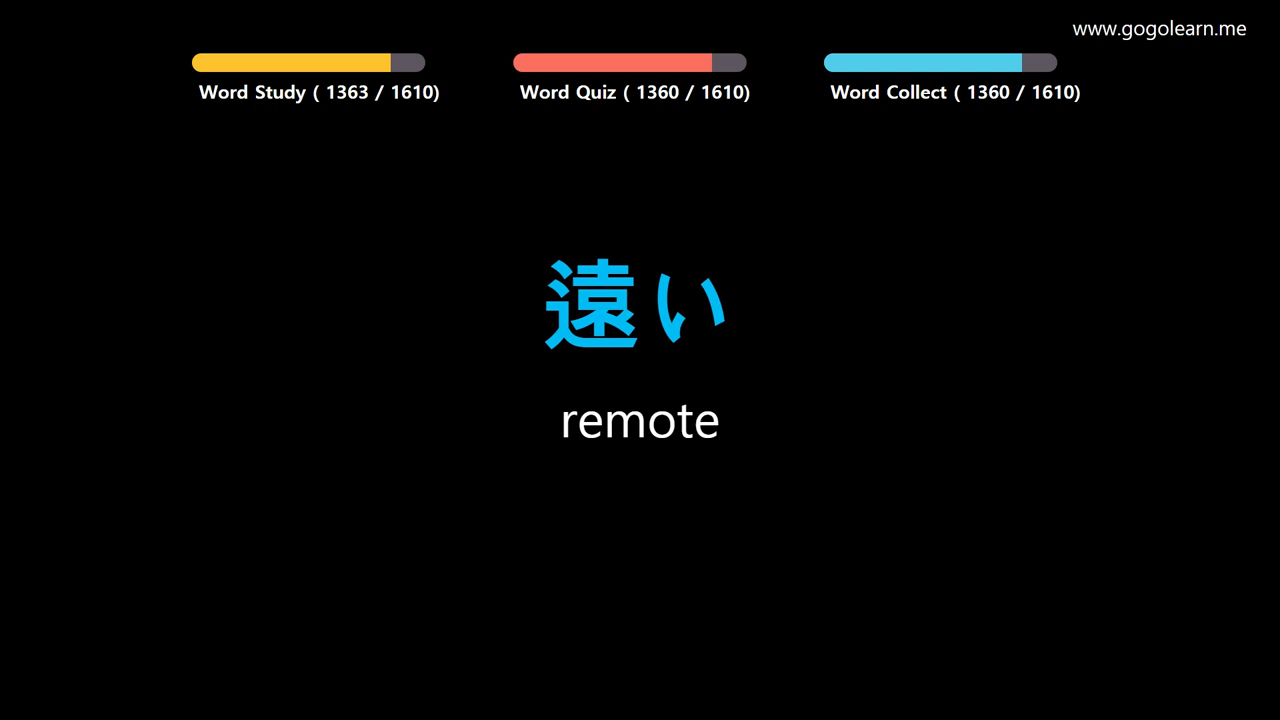 www.gogolearn.me
Word Study ( 1363 / 1610)
Word Quiz ( 1360 / 1610)
Word Collect ( 1360 / 1610)
遠い
remote